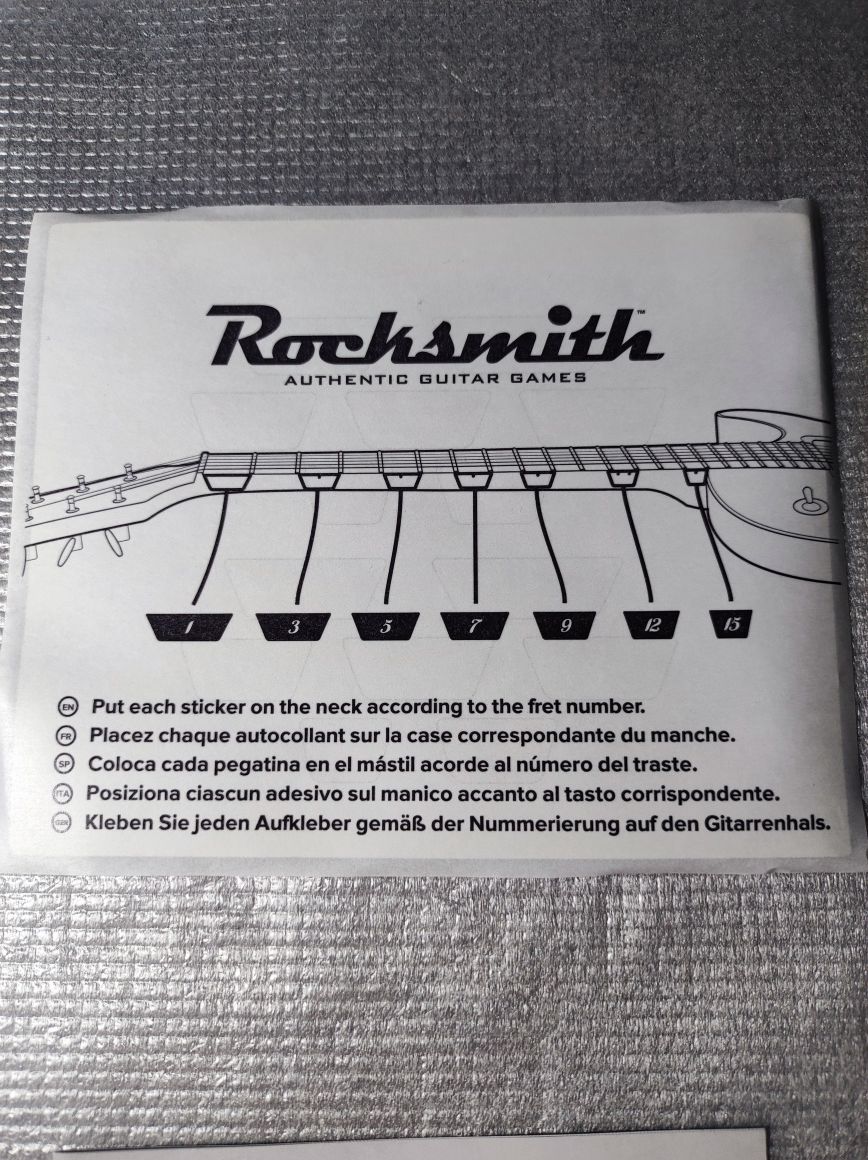 Rocksmith™
AUTHENTIC GUITAR GAMES
1 3 5 7 9 12 15
EN Put each sticker on the neck according to the fret number.
FR Placez chaque autocollant sur la case correspondante du manche.
SP Coloca cada pegatina en el mástil acorde al número del traste.
ITA Posiziona ciascun adesivo sul manico accanto al tasto corrispondente.
GER Kleben Sie jeden Aufkleber gemäß der Nummerierung auf den Gitarrenhals.